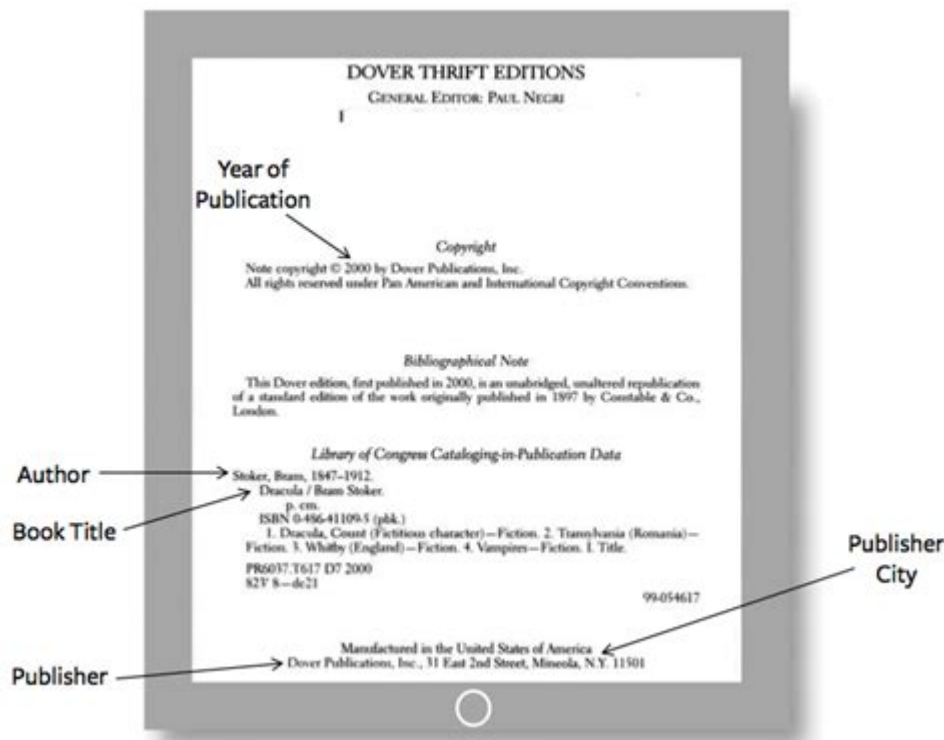 DOVER THRIFT EDITIONS
GENERAL EDITOR: PAUL NEGRI
Year of
Publication
Copyright
Note copyright © 2000 by Dover Publications, Inc.
All rights reserved under Pan American and International Copyright Conventions.
Bibliographical Note
This Dover edition, first published in 2000, is an unabridged, unaltered republication
of a standard edition of the work originally published in 1897 by Constable & Co.,
London.
Library of Congress Cataloging-in-Publication Data
Author
Stoker, Bram, 1847–1912.
Dracula / Bram Stoker.
Book Title
p. cm.
ISBN 0-486-41109-5 (pbk.)
1. Dracula, Count (Fictitious character)—Fiction. 2. Transylvania (Romania)—
Fiction. 3. Whitby (England)—Fiction. 4. Vampires—Fiction. I. Title.
PR6037.T617 D7 2000
823' 8—dc21
99-054617
Publisher
City
Manufactured in the United States of America
Publisher
Dover Publications, Inc., 31 East 2nd Street, Mineola, N.Y. 11501